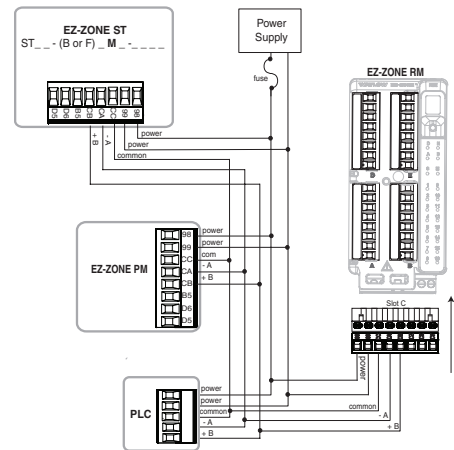 EZ-ZONE ST
ST_ _ - (B or F) _ M _ -_ _ _ _
D5
D6
B5
CB
CA
CC
99
98
+ B
- A
power
power
common
Power
Supply
fuse
EZ-ZONE RM
D
E
A
B
EZ-ZONE PM
98
99
CC
CA
CB
B5
D6
D5
power
power
com
- A
+ B
Slot C
power
common
- A
+ B
PLC
power
power
common
- A
+ B